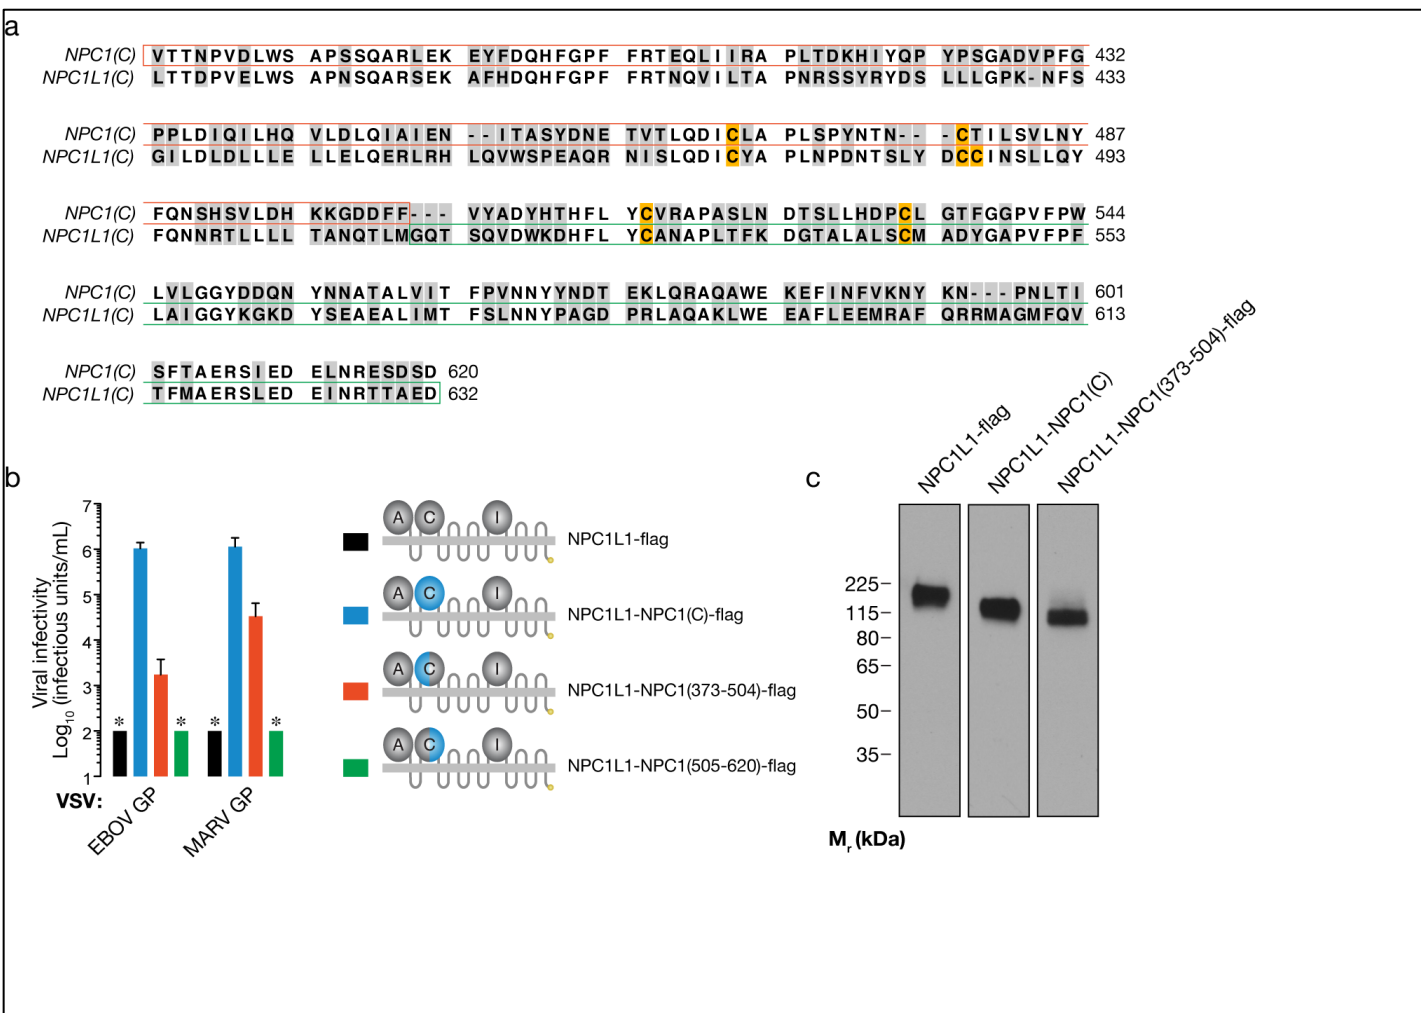 a
NPC1(C) VTTNPVDLWS APSSQARLEK EYFDQHFGPF FRTEQLIIRA PLTDKHIYQP YPSGADVPFG 432
NPC1L1(C) LTTDPVELWS APNSQARSEK AFHDQHFGPF FRTNQVILTA PNRSSYRYDS LLLGPK-NFS 433
NPC1(C) PPLDIQILHQ VLDLQIAIEN --ITASYDNE TVTLQDICLA PLSPYNTN-- -CTILSVLNY 487
NPC1L1(C) GILDLDLLLE LLELQERLRH LQVWSPEAQR NISLQDICYA PLNPDNTSLY DCCINSLLQY 493
NPC1(C) FQNSHSVLDH KKGDDFF--- VYADYHTHFL YCVRAPASLN DTSLLHDPCL GTFGGPVFPW 544
NPC1L1(C) FQNNRTLLLL TANQTLMGQT SQVDWKDHFL YCANAPLTFK DGTALALSCM ADYGAPVFPF 553
NPC1(C) LVLGGYDDQN YNNATALVIT FPVNNYYNDT EKLQRAQAWE KEFINFVKNY KN---PNLTI 601
NPC1L1(C) LAIGGYKGKD YSEAEALIMT FSLNNYPAGD PRLAQAKLWE EAFLEEMRAF QRRMAGMFQV 613
NPC1(C) SFTAERSIED ELNRESDSD 620
NPC1L1(C) TFMAERSLED EINRTTAED 632
b
Viral infectivity
Log10 (infectious units/mL)
7
6
5
4
3
2
1
* * * *
VSV:
EBOV GP
MARV GP
A C I NPC1L1-flag
A C I NPC1L1-NPC1(C)-flag
A C I NPC1L1-NPC1(373-504)-flag
A C I NPC1L1-NPC1(505-620)-flag
c
NPC1L1-flag
NPC1L1-NPC1(C)
NPC1L1-NPC1(373-504)-flag
225-
115-
80-
65-
50-
35-
Mr (kDa)